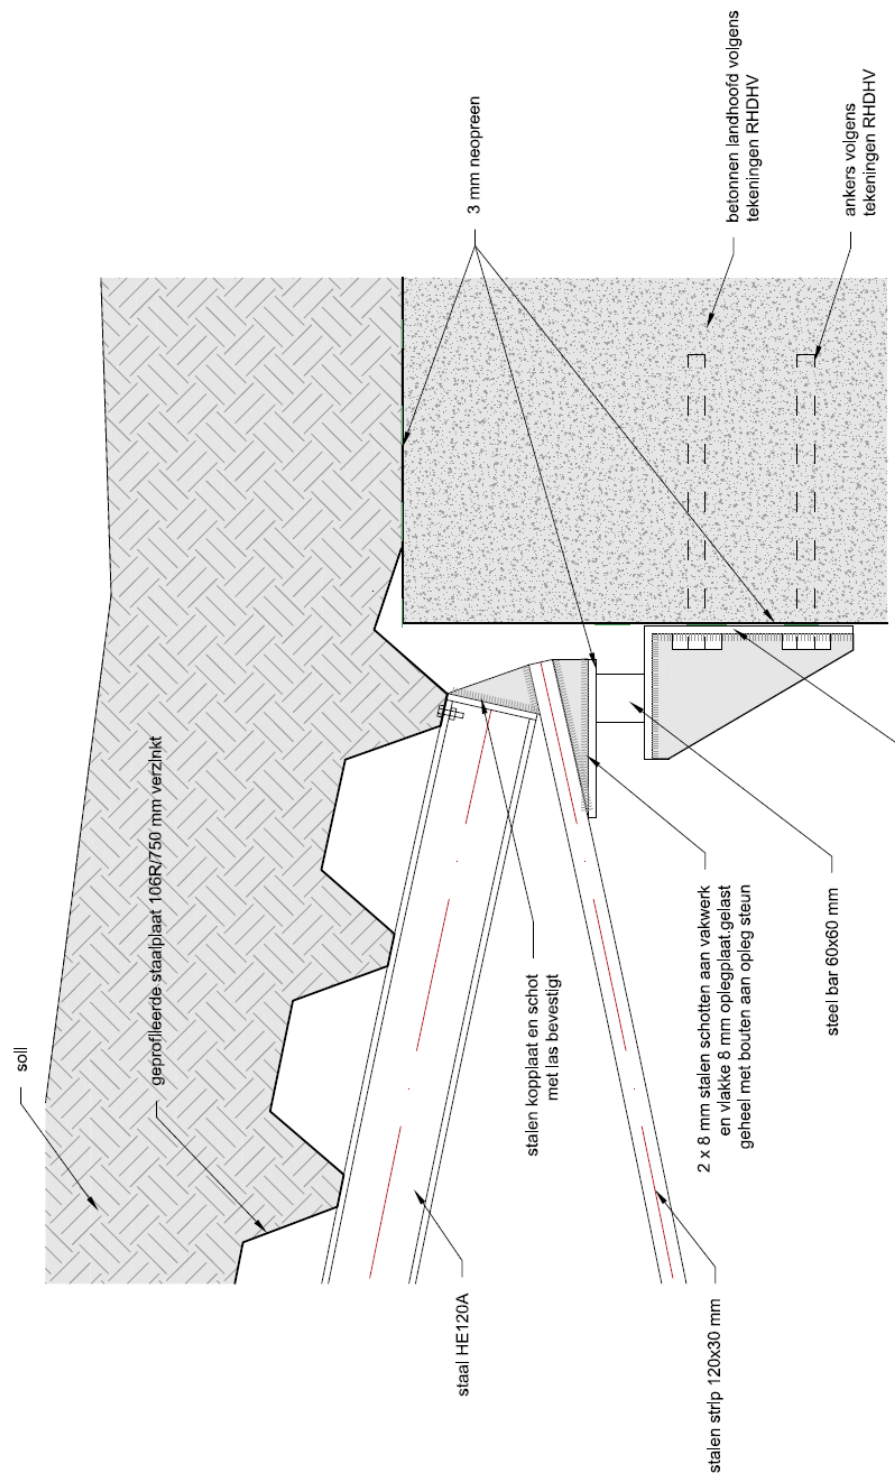 soll
geprofileerde staalplaat 106R/750 mm verzinkt
3 mm neopreen
betonnen landhoofd volgens
tekeningen RHDHV
ankers volgens
tekeningen RHDHV
staal HE120A
stalen kopplaat en schot
met las bevestigt
stalen strip 120x30 mm
2 x 8 mm stalen schotten aan vakwerk
en vlakke 8 mm oplegplaat.gelast
geheel met bouten aan opleg steun
steel bar 60x60 mm